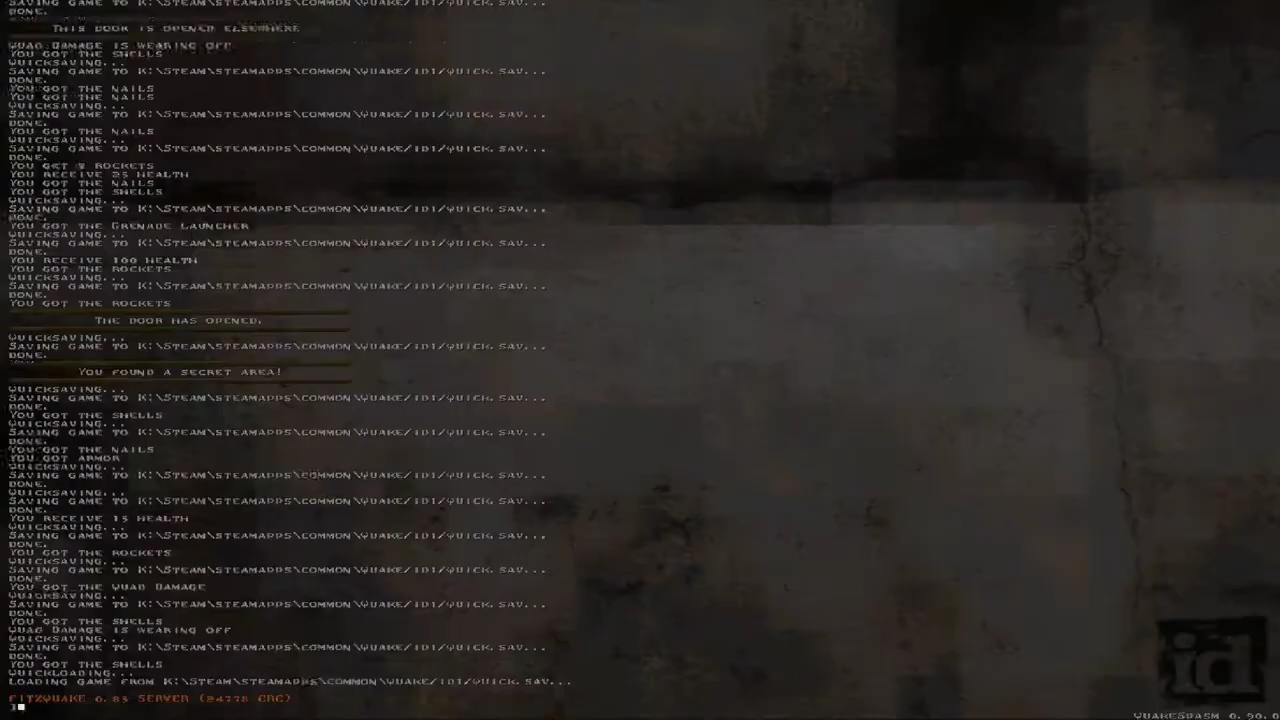 SAVING GAME TO K:\STEAM\STEAMAPPS\COMMON\QUAKE/ID1/QUICK.SAV...
DONE.
THIS DOOR IS OPENED ELSEWHERE
QUAD DAMAGE IS WEARING OFF
YOU GOT THE SHELLS
QUICKSAVING...
SAVING GAME TO K:\STEAM\STEAMAPPS\COMMON\QUAKE/ID1/QUICK.SAV...
DONE.
YOU GOT THE NAILS
YOU GOT THE NAILS
QUICKSAVING...
SAVING GAME TO K:\STEAM\STEAMAPPS\COMMON\QUAKE/ID1/QUICK.SAV...
DONE.
YOU GOT THE NAILS
QUICKSAVING...
SAVING GAME TO K:\STEAM\STEAMAPPS\COMMON\QUAKE/ID1/QUICK.SAV...
DONE.
YOU GET ROCKETS
YOU RECEIVE 25 HEALTH
YOU GOT THE NAILS
YOU GOT THE SHELLS
QUICKSAVING...
SAVING GAME TO K:\STEAM\STEAMAPPS\COMMON\QUAKE/ID1/QUICK.SAV...
DONE.
YOU GOT THE GRENADE LAUNCHER
QUICKSAVING...
SAVING GAME TO K:\STEAM\STEAMAPPS\COMMON\QUAKE/ID1/QUICK.SAV...
DONE.
YOU RECEIVE 100 HEALTH
YOU GOT THE ROCKETS
QUICKSAVING...
SAVING GAME TO K:\STEAM\STEAMAPPS\COMMON\QUAKE/ID1/QUICK.SAV...
DONE.
YOU GOT THE ROCKETS
THE DOOR HAS OPENED.
QUICKSAVING...
SAVING GAME TO K:\STEAM\STEAMAPPS\COMMON\QUAKE/ID1/QUICK.SAV...
DONE.
YOU FOUND A SECRET AREA!
QUICKSAVING...
SAVING GAME TO K:\STEAM\STEAMAPPS\COMMON\QUAKE/ID1/QUICK.SAV...
DONE.
YOU GOT THE SHELLS
QUICKSAVING...
SAVING GAME TO K:\STEAM\STEAMAPPS\COMMON\QUAKE/ID1/QUICK.SAV...
DONE.
YOU GOT THE NAILS
YOU GOT ARMOR
QUICKSAVING...
SAVING GAME TO K:\STEAM\STEAMAPPS\COMMON\QUAKE/ID1/QUICK.SAV...
DONE.
QUICKSAVING...
SAVING GAME TO K:\STEAM\STEAMAPPS\COMMON\QUAKE/ID1/QUICK.SAV...
DONE.
YOU RECEIVE 15 HEALTH
QUICKSAVING...
SAVING GAME TO K:\STEAM\STEAMAPPS\COMMON\QUAKE/ID1/QUICK.SAV...
DONE.
YOU GOT THE ROCKETS
QUICKSAVING...
SAVING GAME TO K:\STEAM\STEAMAPPS\COMMON\QUAKE/ID1/QUICK.SAV...
DONE.
YOU GOT THE QUAD DAMAGE
QUICKSAVING...
SAVING GAME TO K:\STEAM\STEAMAPPS\COMMON\QUAKE/ID1/QUICK.SAV...
DONE.
YOU GOT THE SHELLS
QUAD DAMAGE IS WEARING OFF
QUICKSAVING...
SAVING GAME TO K:\STEAM\STEAMAPPS\COMMON\QUAKE/ID1/QUICK.SAV...
DONE.
YOU GOT THE SHELLS
QUICKLOADING...
LOADING GAME FROM K:\STEAM\STEAMAPPS\COMMON\QUAKE/ID1/QUICK.SAV...
FITZQUAKE 0.85 SERVER (24778 CRC)
]
id
QUAKESPASM 0.90.0